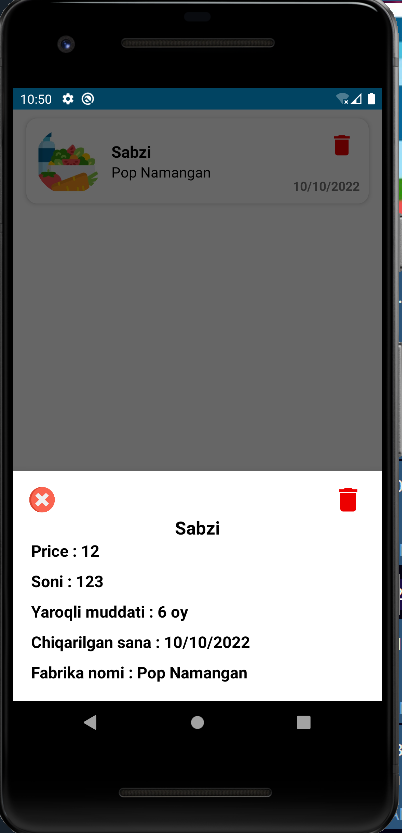 10:50
Sabzi
Pop Namangan
10/10/2022
Sabzi
Price : 12
Soni : 123
Yaroqli muddati : 6 oy
Chiqarilgan sana : 10/10/2022
Fabrika nomi : Pop Namangan